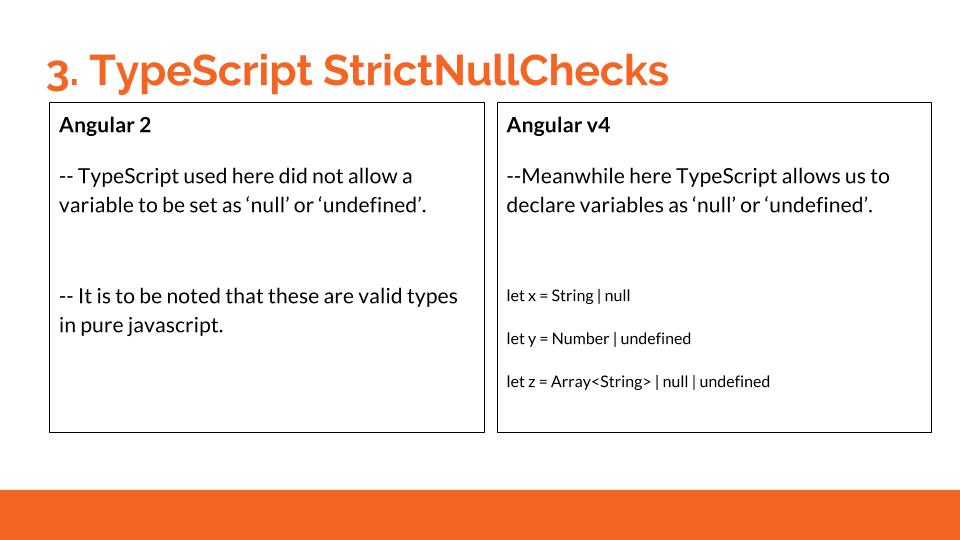 3. TypeScript StrictNullChecks
Angular 2
-- TypeScript used here did not allow a
variable to be set as ‘null’ or ‘undefined’.
-- It is to be noted that these are valid types
in pure javascript.
Angular v4
--Meanwhile here TypeScript allows us to
declare variables as ‘null’ or ‘undefined’.
let x = String | null
let y = Number | undefined
let z = Array<String> | null | undefined